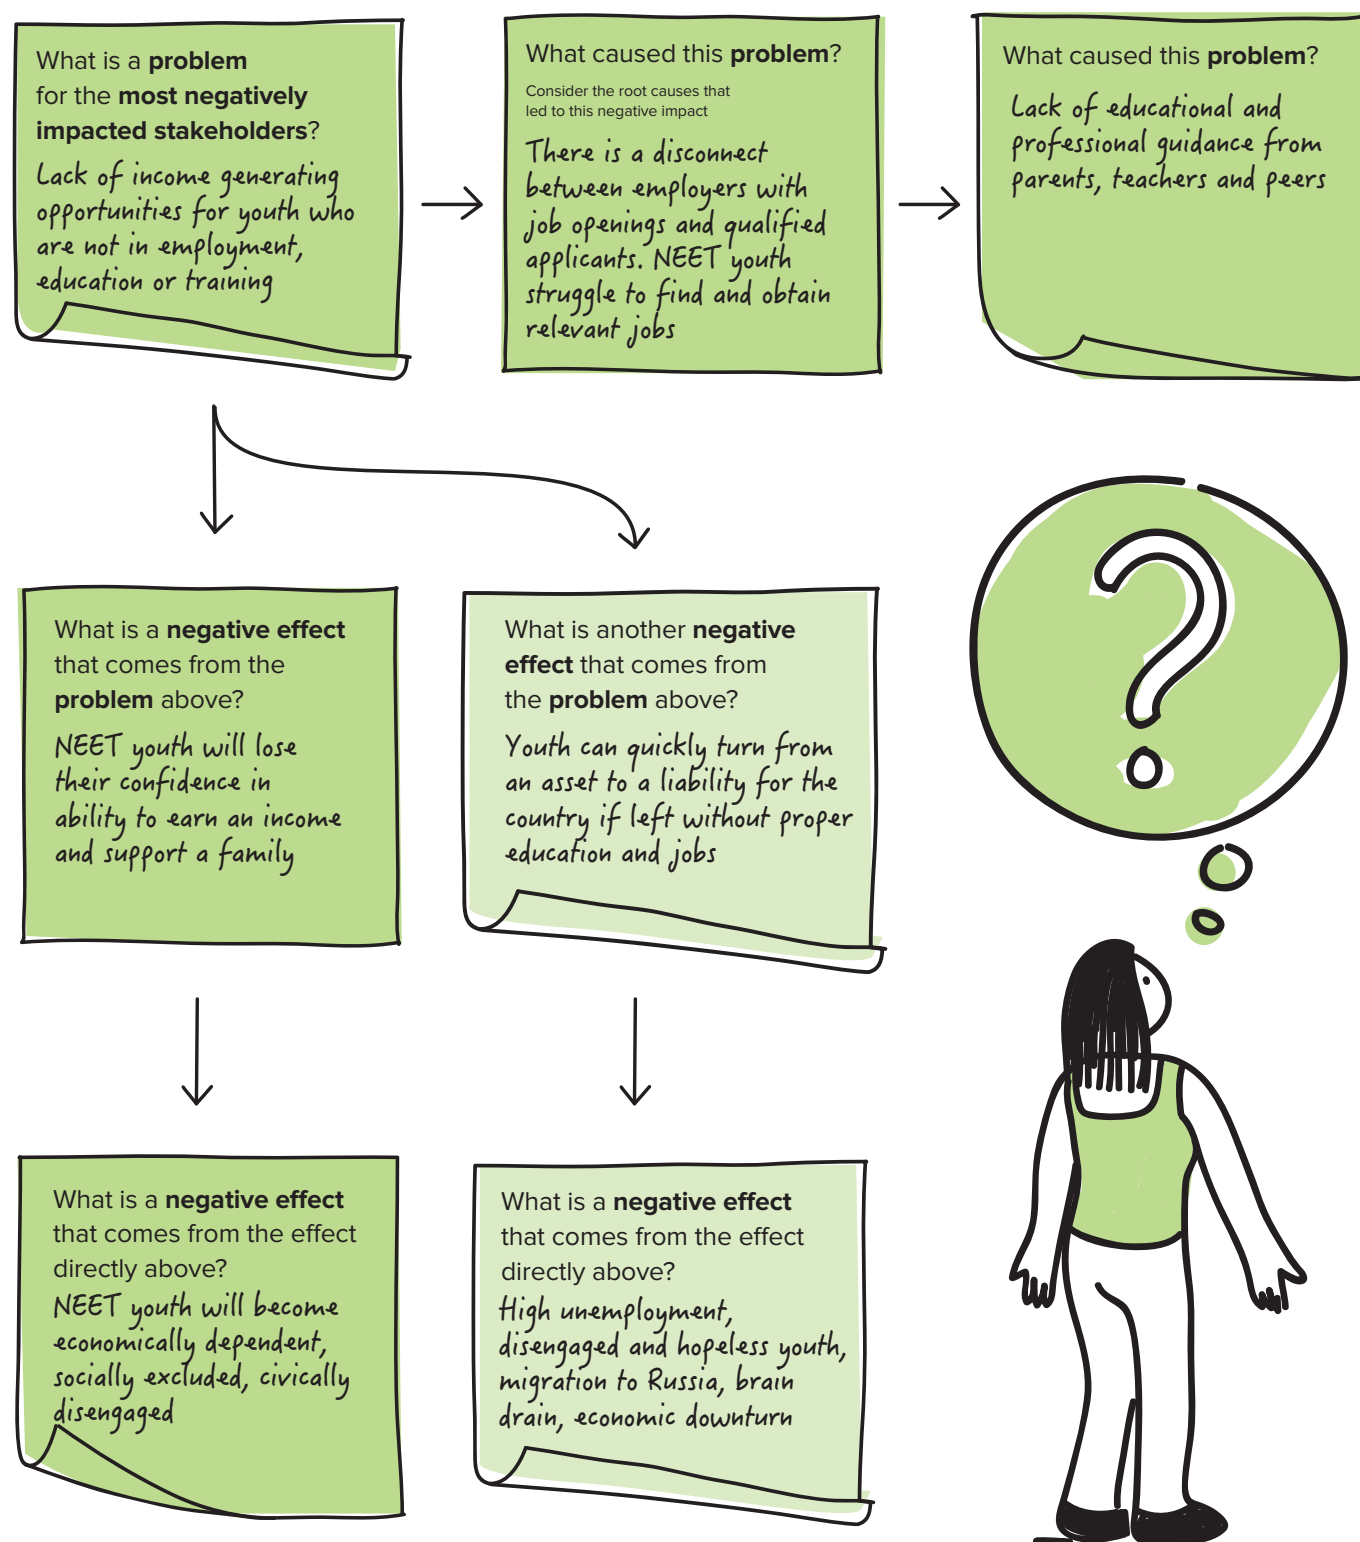 What is a problem
for the most negatively
impacted stakeholders?
Lack of income generating
opportunities for youth who
are not in employment,
education or training
What caused this problem?
Consider the root causes that
led to this negative impact
There is a disconnect
between employers with
job openings and qualified
applicants. NEET youth
struggle to find and obtain
relevant jobs
What caused this problem?
Lack of educational and
professional guidance from
parents, teachers and peers
What is a negative effect
that comes from the
problem above?
NEET youth will lose
their confidence in
ability to earn an income
and support a family
What is another negative
effect that comes from
the problem above?
Youth can quickly turn from
an asset to a liability for the
country if left without proper
education and jobs
What is a negative effect
that comes from the effect
directly above?
NEET youth will become
economically dependent,
socially excluded, civically
disengaged
What is a negative effect
that comes from the effect
directly above?
High unemployment,
disengaged and hopeless youth,
migration to Russia, brain
drain, economic downturn